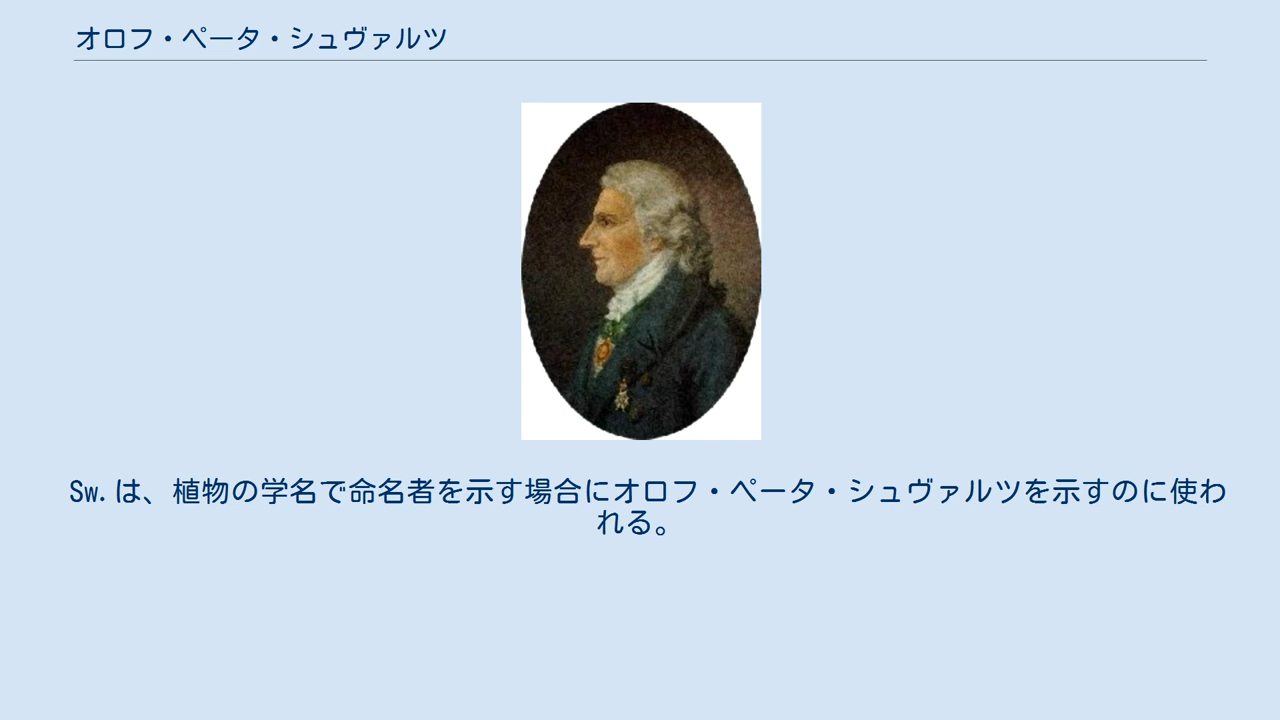 オロフ・ペータ・シュヴァルツ
Sw.は、植物の学名で命名者を示す場合にオロフ・ペータ・シュヴァルツを示すのに使わ
れる。